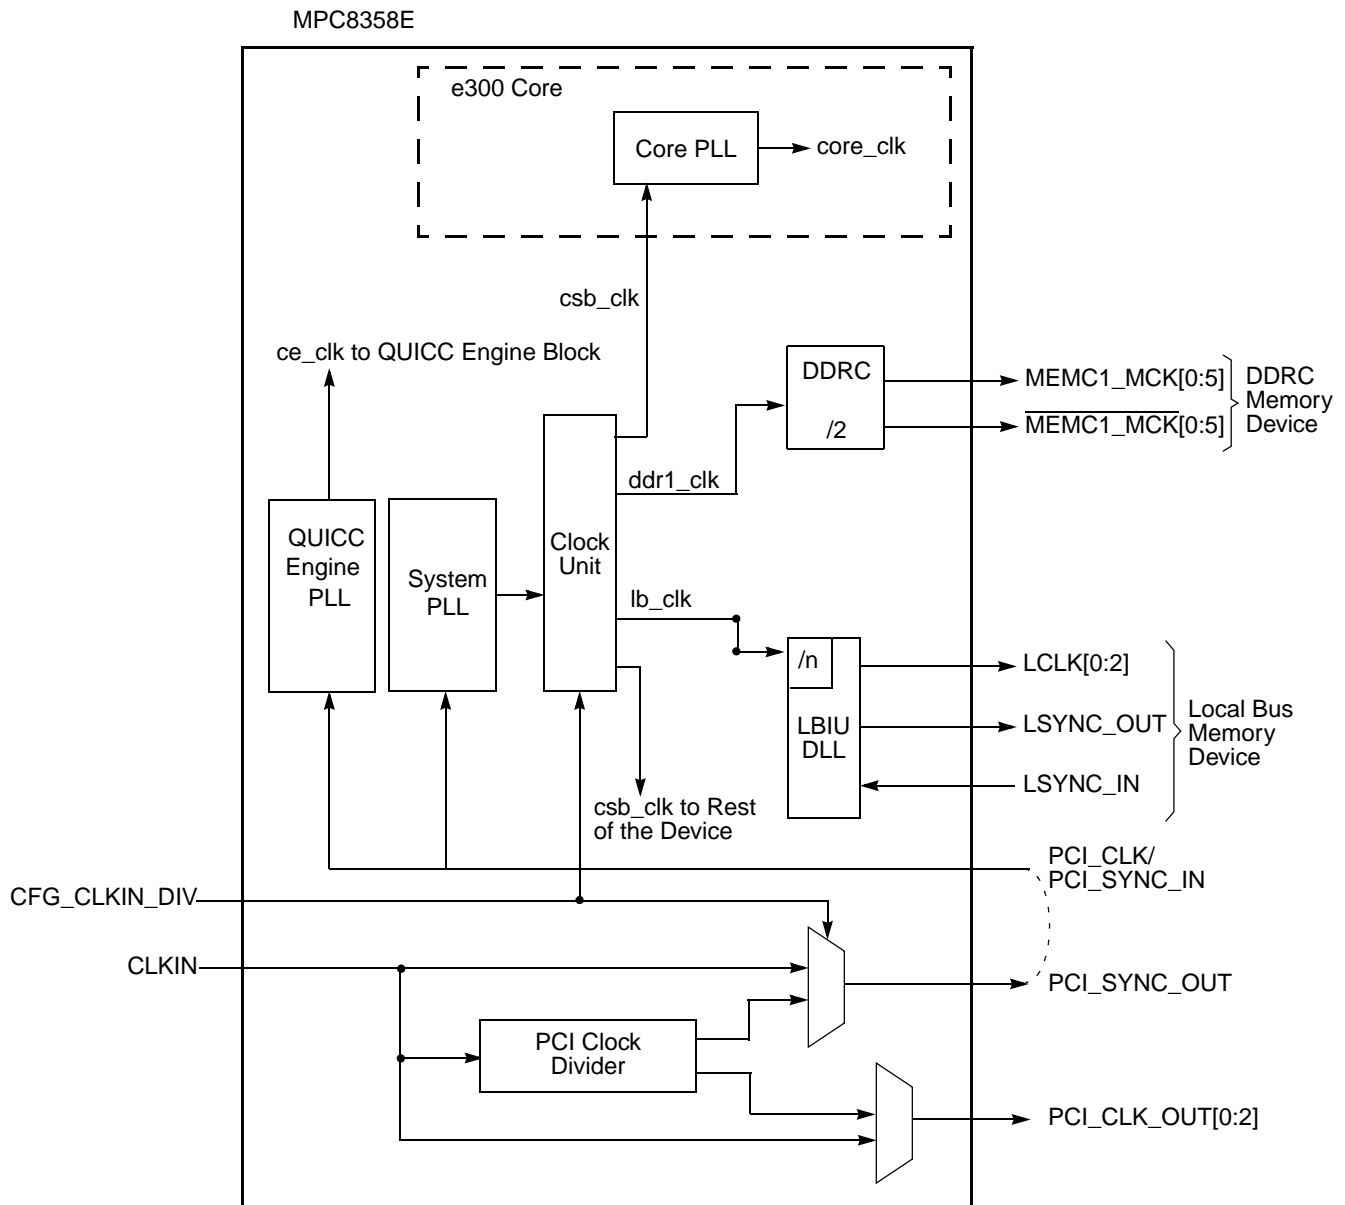 MPC8358E
e300 Core
Core PLL
core_clk
csb_clk
ce_clk to QUICC Engine Block
DDRC
/2
MEMC1_MCK[0:5]
MEMC1_MCK[0:5]
DDRC
Memory
Device
ddr1_clk
QUICC
Engine
PLL
System
PLL
Clock
Unit
lb_clk
/n
LBIU
DLL
LCLK[0:2]
LSYNC_OUT
LSYNC_IN
Local Bus
Memory
Device
csb_clk to Rest
of the Device
PCI_CLK/
PCI_SYNC_IN
CFG_CLKIN_DIV
CLKIN
PCI_SYNC_OUT
PCI Clock
Divider
PCI_CLK_OUT[0:2]